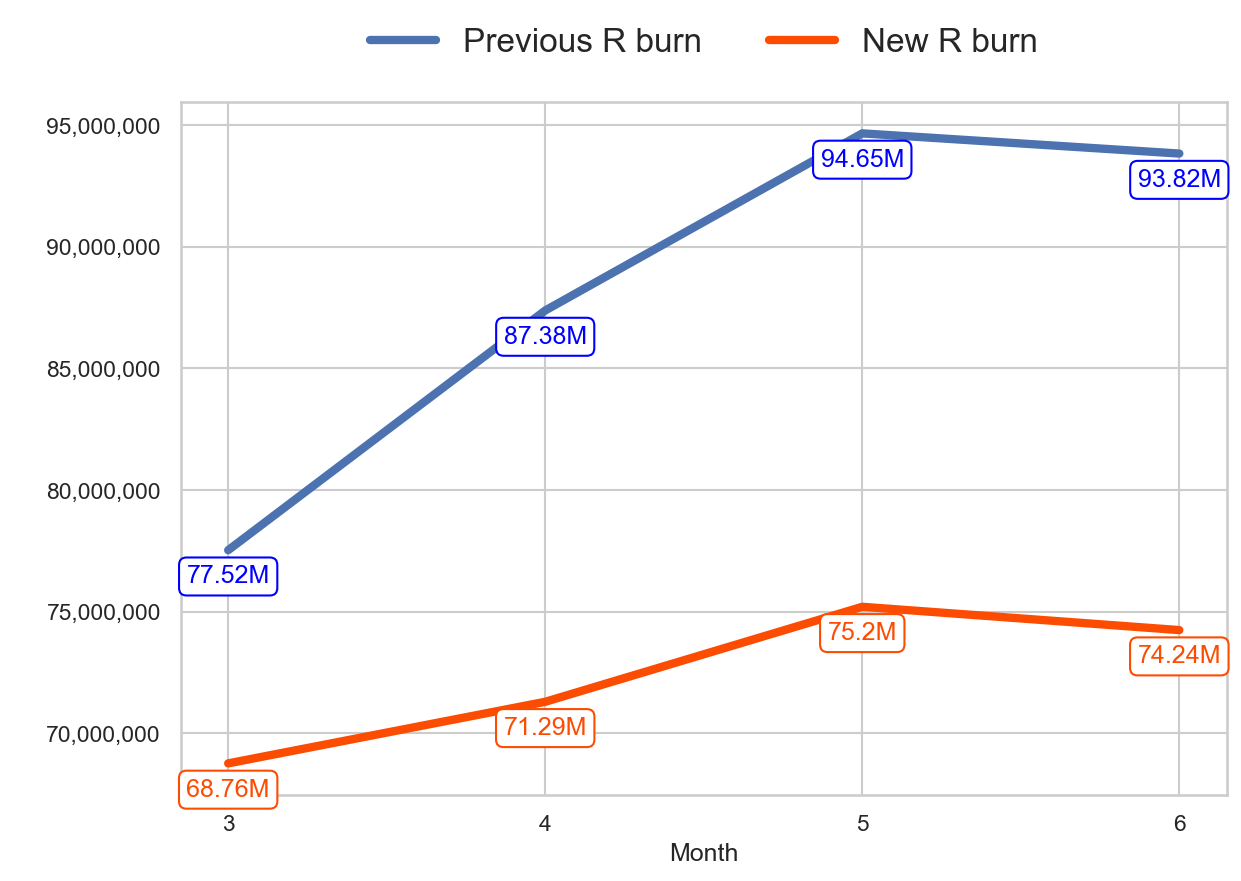 Previous R burn New R burn
95,000,000
94.65M
93.82M
90,000,000
87.38M
85,000,000
80,000,000
77.52M
75,000,000
75.2M
74.24M
70,000,000
71.29M
68.76M
3 4 5 6
Month